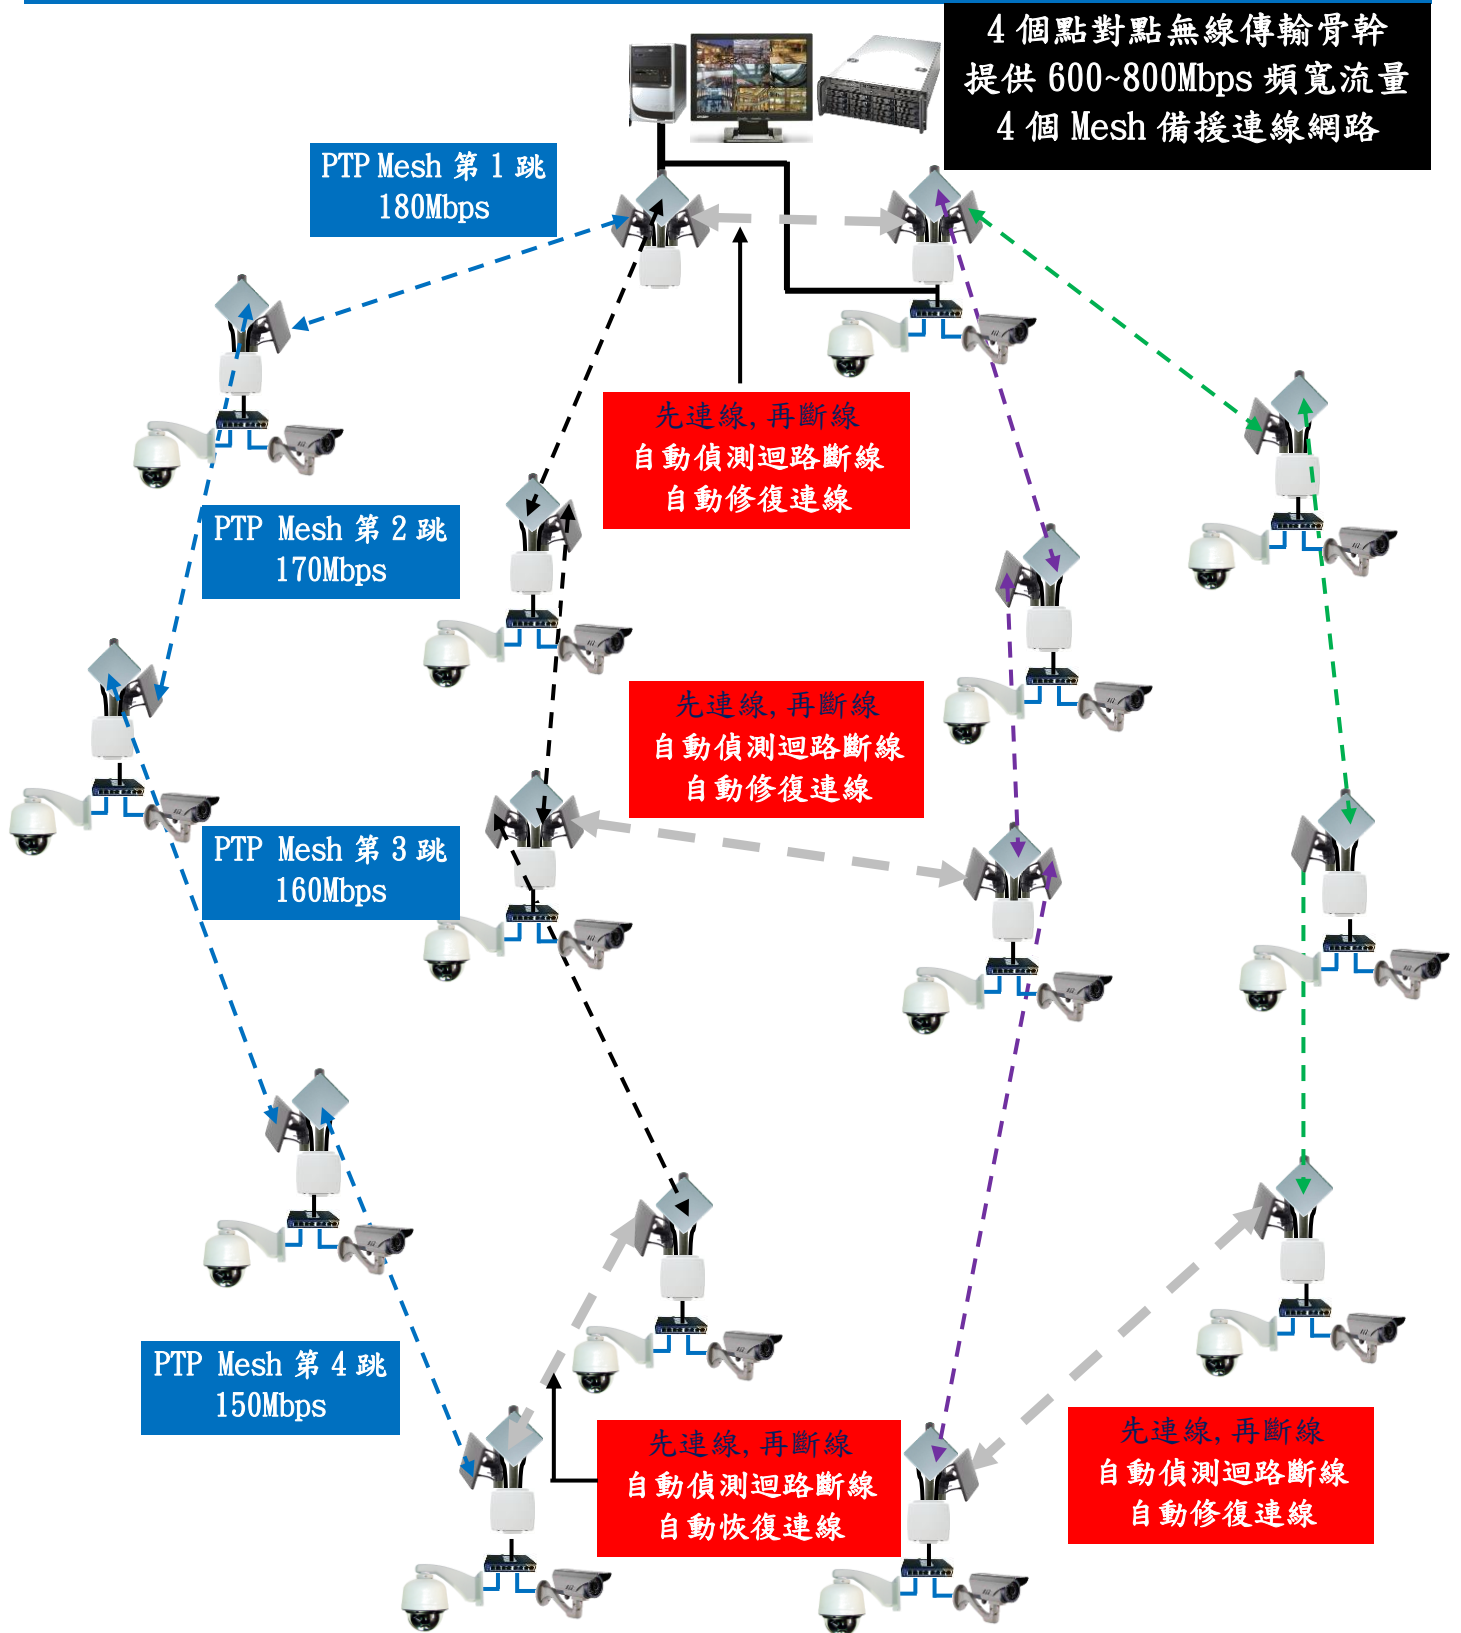 4 個點對點無線傳輸骨幹
提供 600~800Mbps 頻寬流量
4 個 Mesh 備援連線網路
PTP Mesh 第 1 跳
180Mbps
先連線,再斷線
自動偵測迴路斷線
自動修復連線
PTP Mesh 第 2 跳
170Mbps
先連線,再斷線
自動偵測迴路斷線
自動修復連線
PTP Mesh 第 3 跳
160Mbps
PTP Mesh 第 4 跳
150Mbps
先連線,再斷線
自動偵測迴路斷線
自動恢復連線
先連線,再斷線
自動偵測迴路斷線
自動修復連線